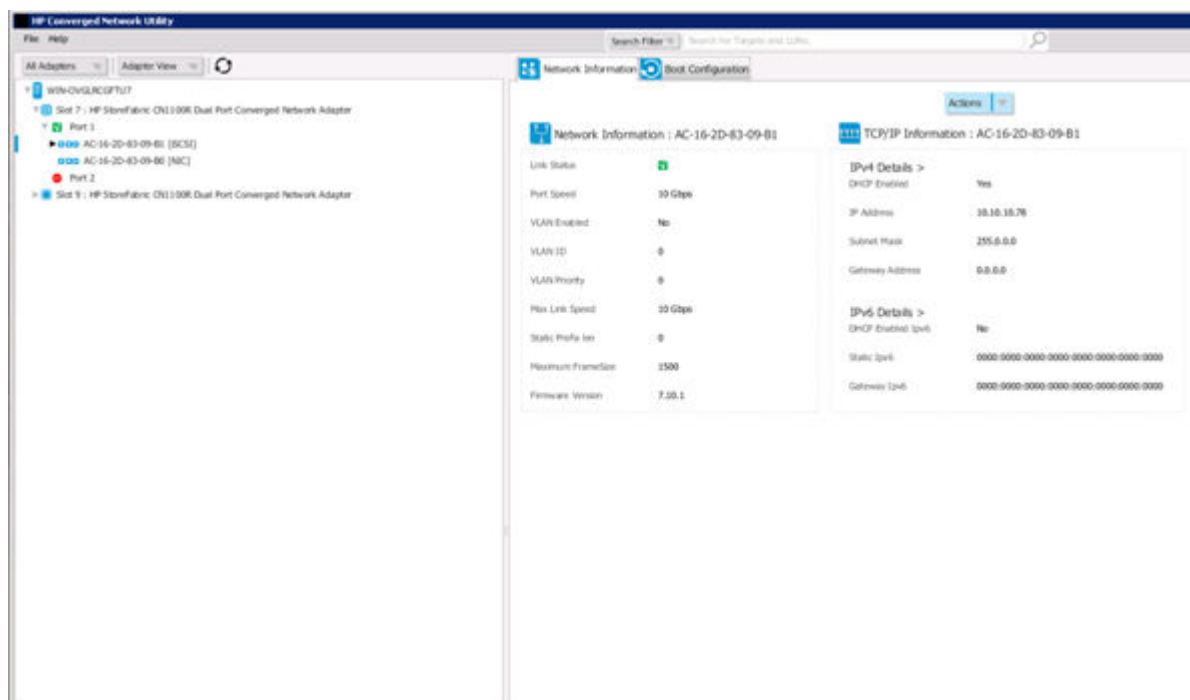 HP Converged Network Utility
File Help
Search Filter Search for Targets and LUNs
All Adapters Adapter View
Network Information Boot Configuration
Slot 7 : HP StoreFabric CN1100R Dual Port Converged Network Adapter
Port 1
AC-16-2D-83-09-B1 [iSCSI]
AC-16-2D-83-09-B0 [NIC]
Port 2
Slot 9 : HP StoreFabric CN1100R Dual Port Converged Network Adapter
Actions
Network Information : AC-16-2D-83-09-B1
Link Status
Port Speed 10 Gbps
VLAN Enabled No
VLAN ID 0
VLAN Priority 0
Max Link Speed 10 Gbps
Static Prefix len 0
Maximum FrameSize 1500
Firmware Version 7.10.1
TCP/IP Information : AC-16-2D-83-09-B1
IPv4 Details >
DHCP Enabled Yes
IP Address 10.10.10.78
Subnet Mask 255.0.0.0
Gateway Address 0.0.0.0
IPv6 Details >
DHCP Enabled Ipv6 No
Static Ipv6 0000:0000:0000:0000:0000:0000:0000:0000
Gateway Ipv6 0000:0000:0000:0000:0000:0000:0000:0000